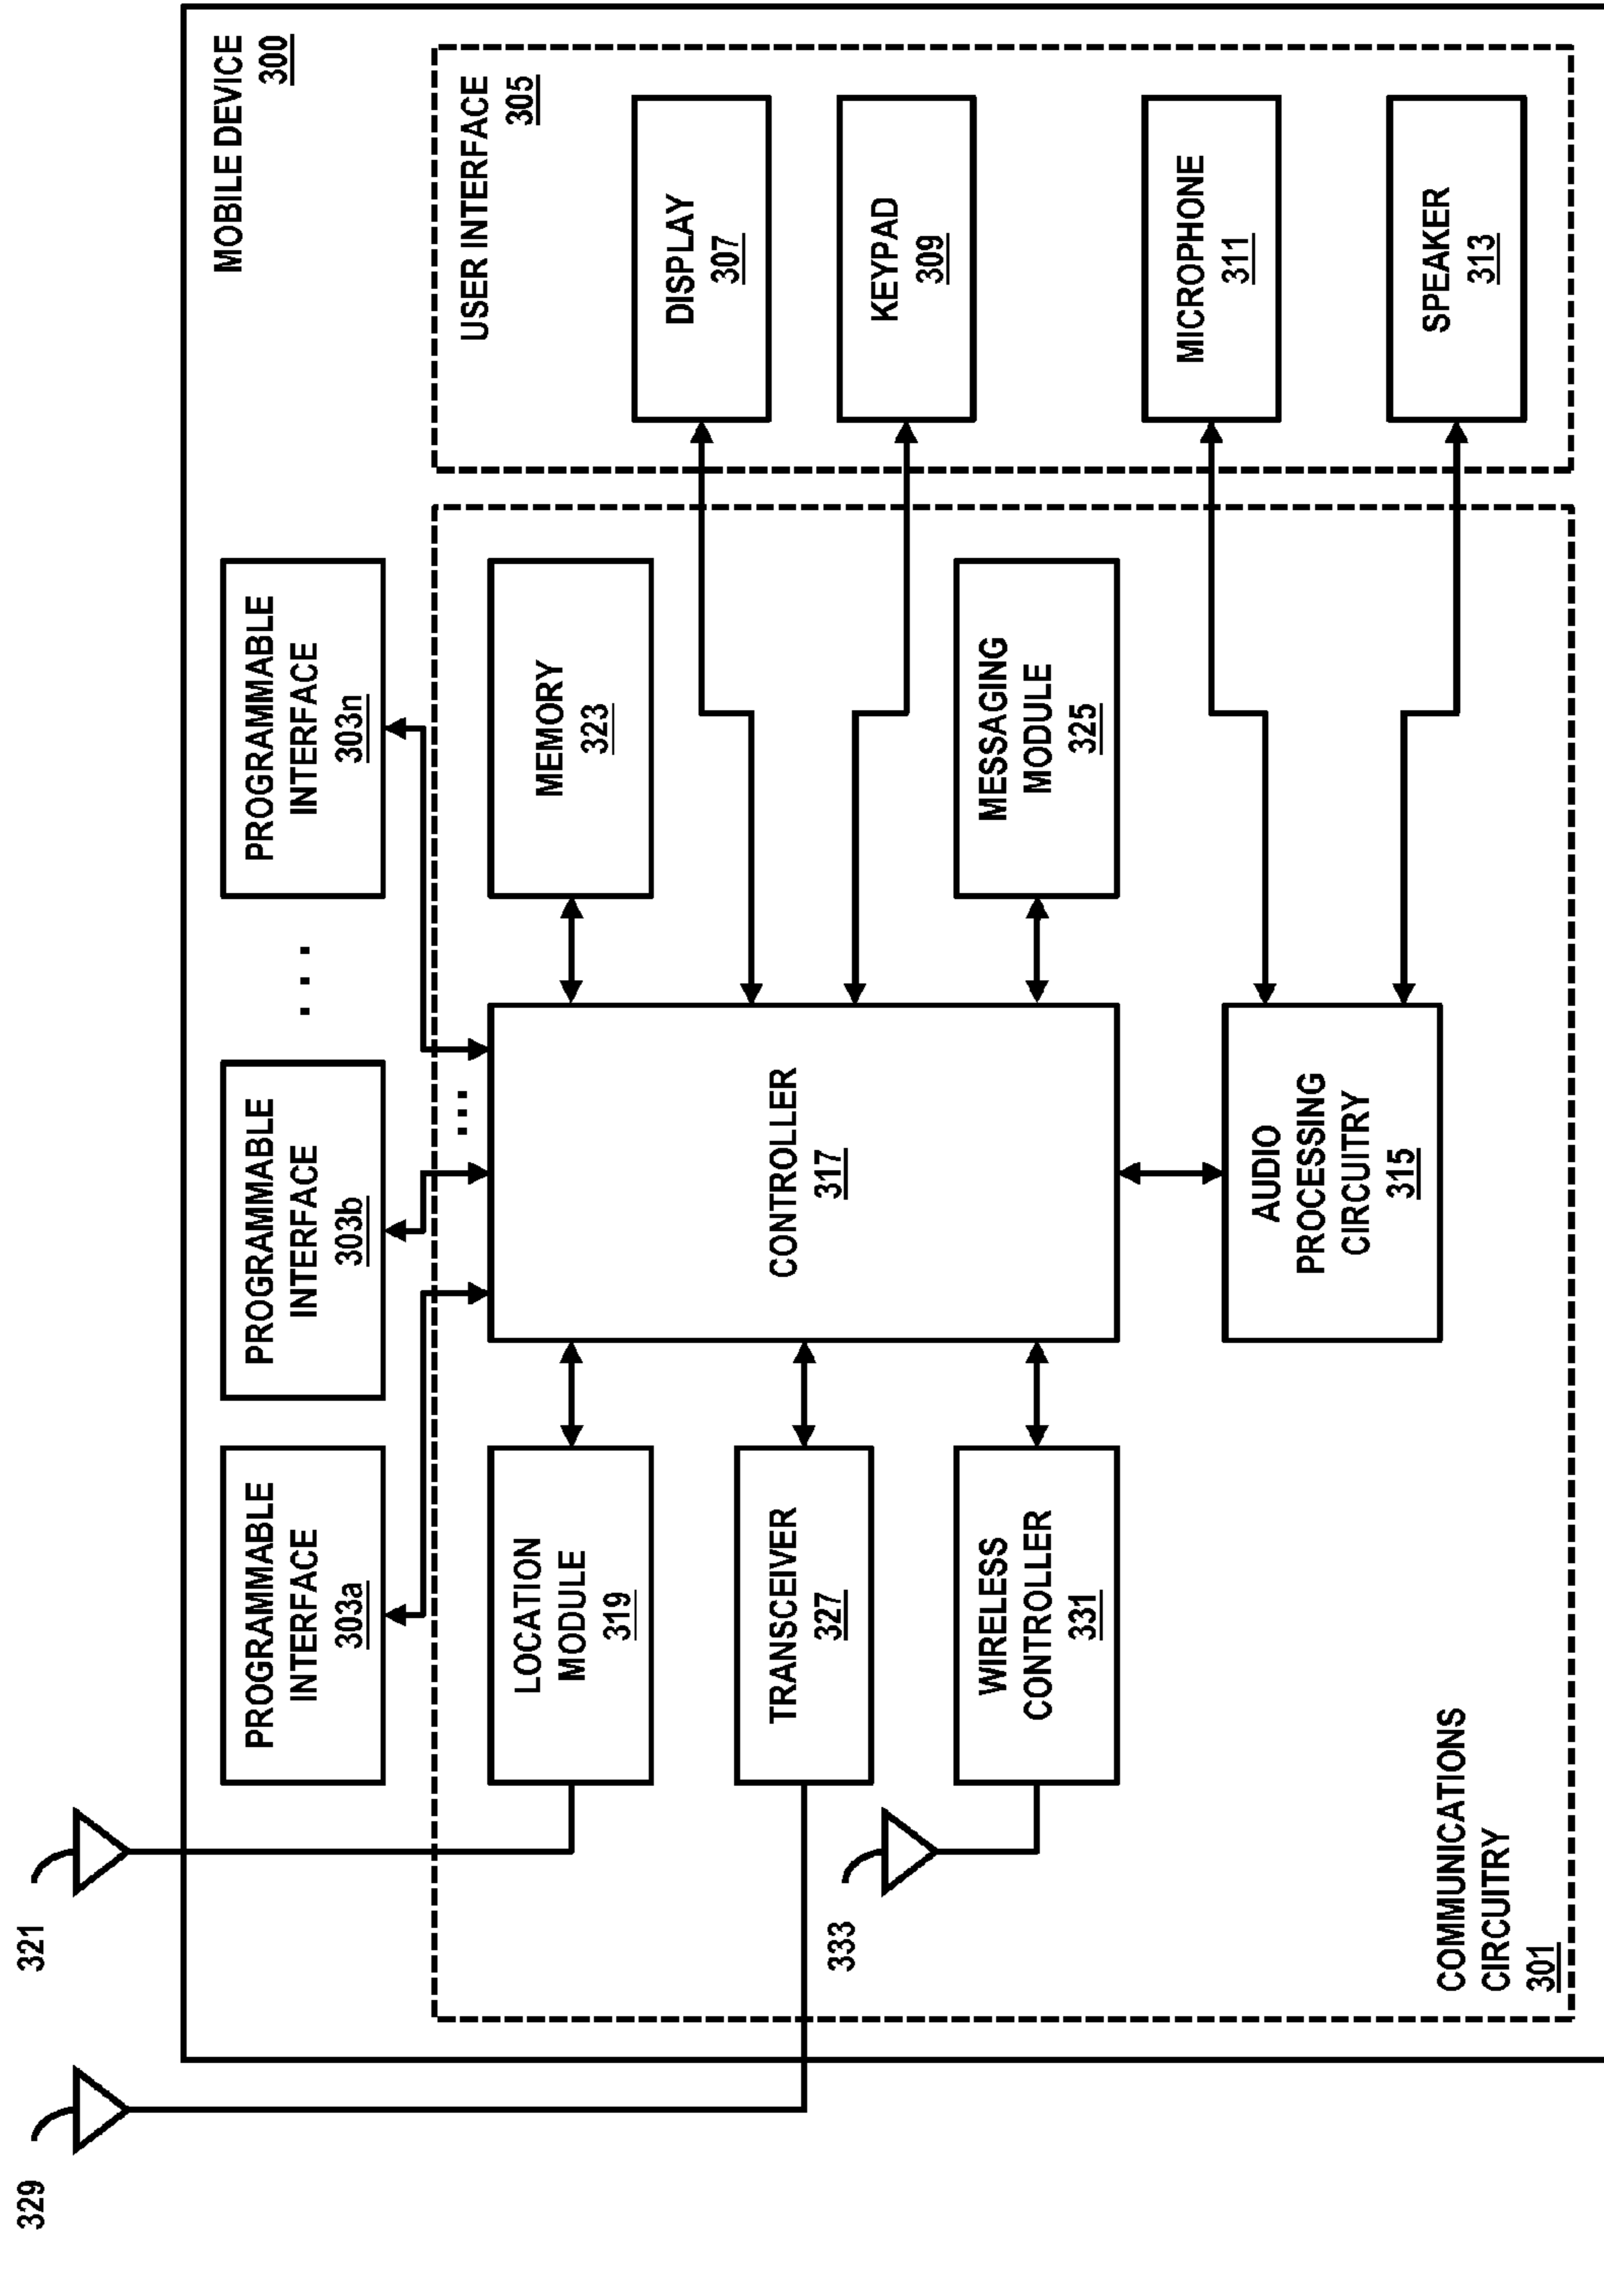 329
321
MOBILE DEVICE
300
PROGRAMMABLE
INTERFACE
303a
PROGRAMMABLE
INTERFACE
303b
. . .
PROGRAMMABLE
INTERFACE
303n
USER INTERFACE
305
LOCATION
MODULE
319
...
MEMORY
323
DISPLAY
307
TRANSCEIVER
327
CONTROLLER
317
KEYPAD
309
333
WIRELESS
CONTROLLER
331
MESSAGING
MODULE
325
MICROPHONE
311
AUDIO
PROCESSING
CIRCUITRY
315
SPEAKER
313
COMMUNICATIONS
CIRCUITRY
301